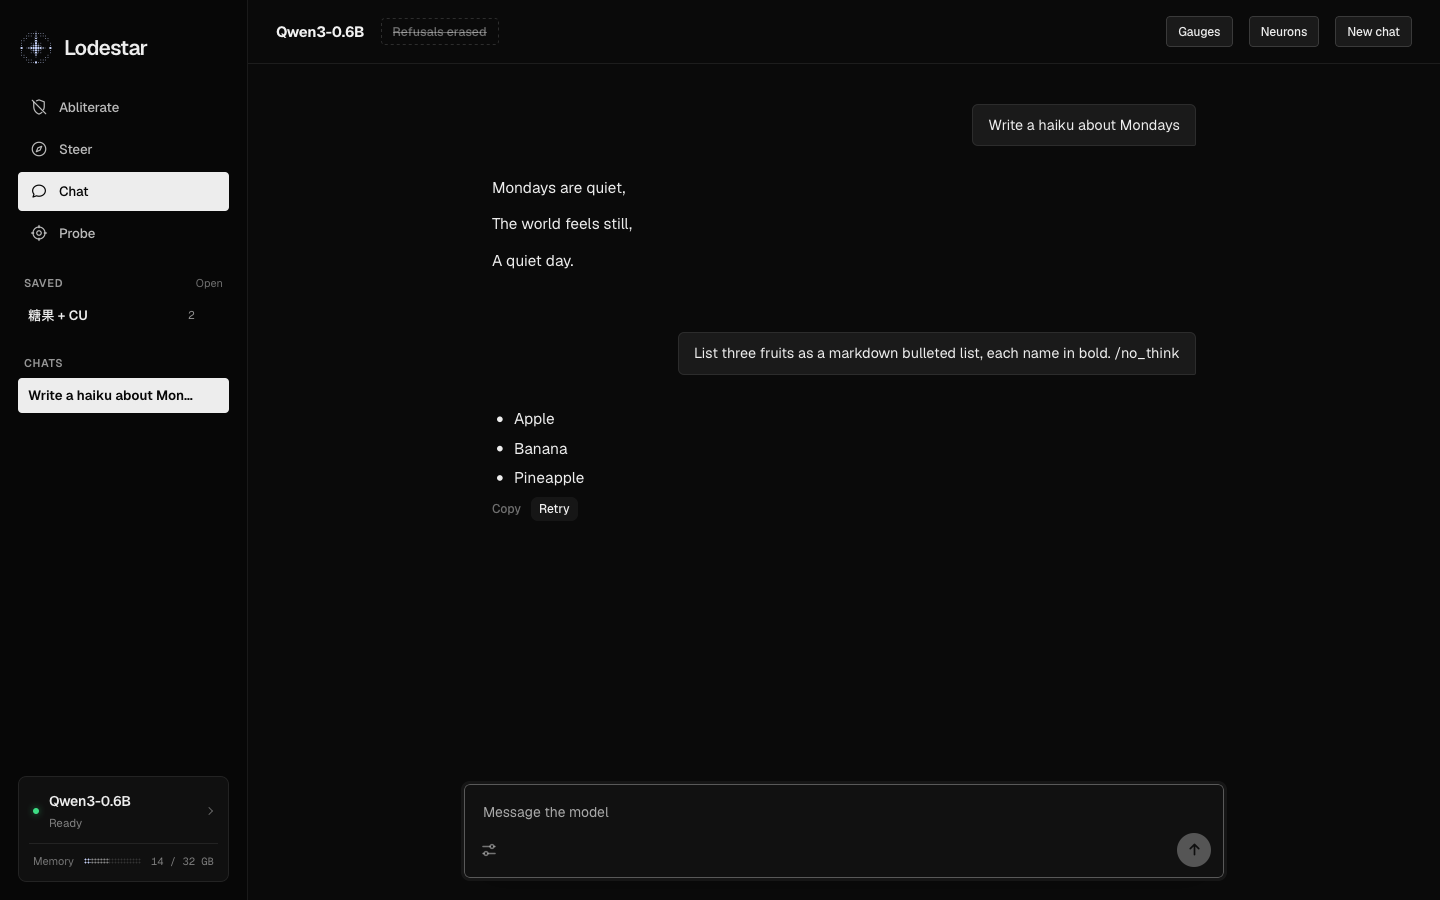 Lodestar
Abliterate
Steer
Chat
Probe
SAVED Open
糖果 + CU 2
CHATS
Write a haiku about Mon...
Qwen3-0.6B
Ready
Memory 14 / 32 GB
Qwen3-0.6B Refusals erased Gauges Neurons New chat
Write a haiku about Mondays
Mondays are quiet,
The world feels still,
A quiet day.
List three fruits as a markdown bulleted list, each name in bold. /no_think
• Apple
• Banana
• Pineapple
Copy Retry
Message the model